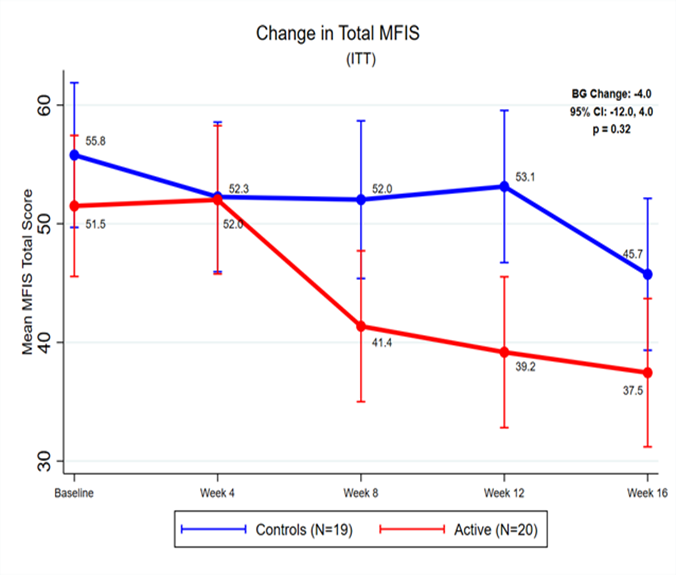 Change in Total MFIS
(ITT)
BG Change: -4.0
95% CI: -12.0, 4.0
p = 0.32
Mean MFIS Total Score
60
50
40
30
55.8
52.3
52.0
53.1
45.7
51.5
52.0
41.4
39.2
37.5
Baseline Week 4 Week 8 Week 12 Week 16
Controls (N=19) Active (N=20)